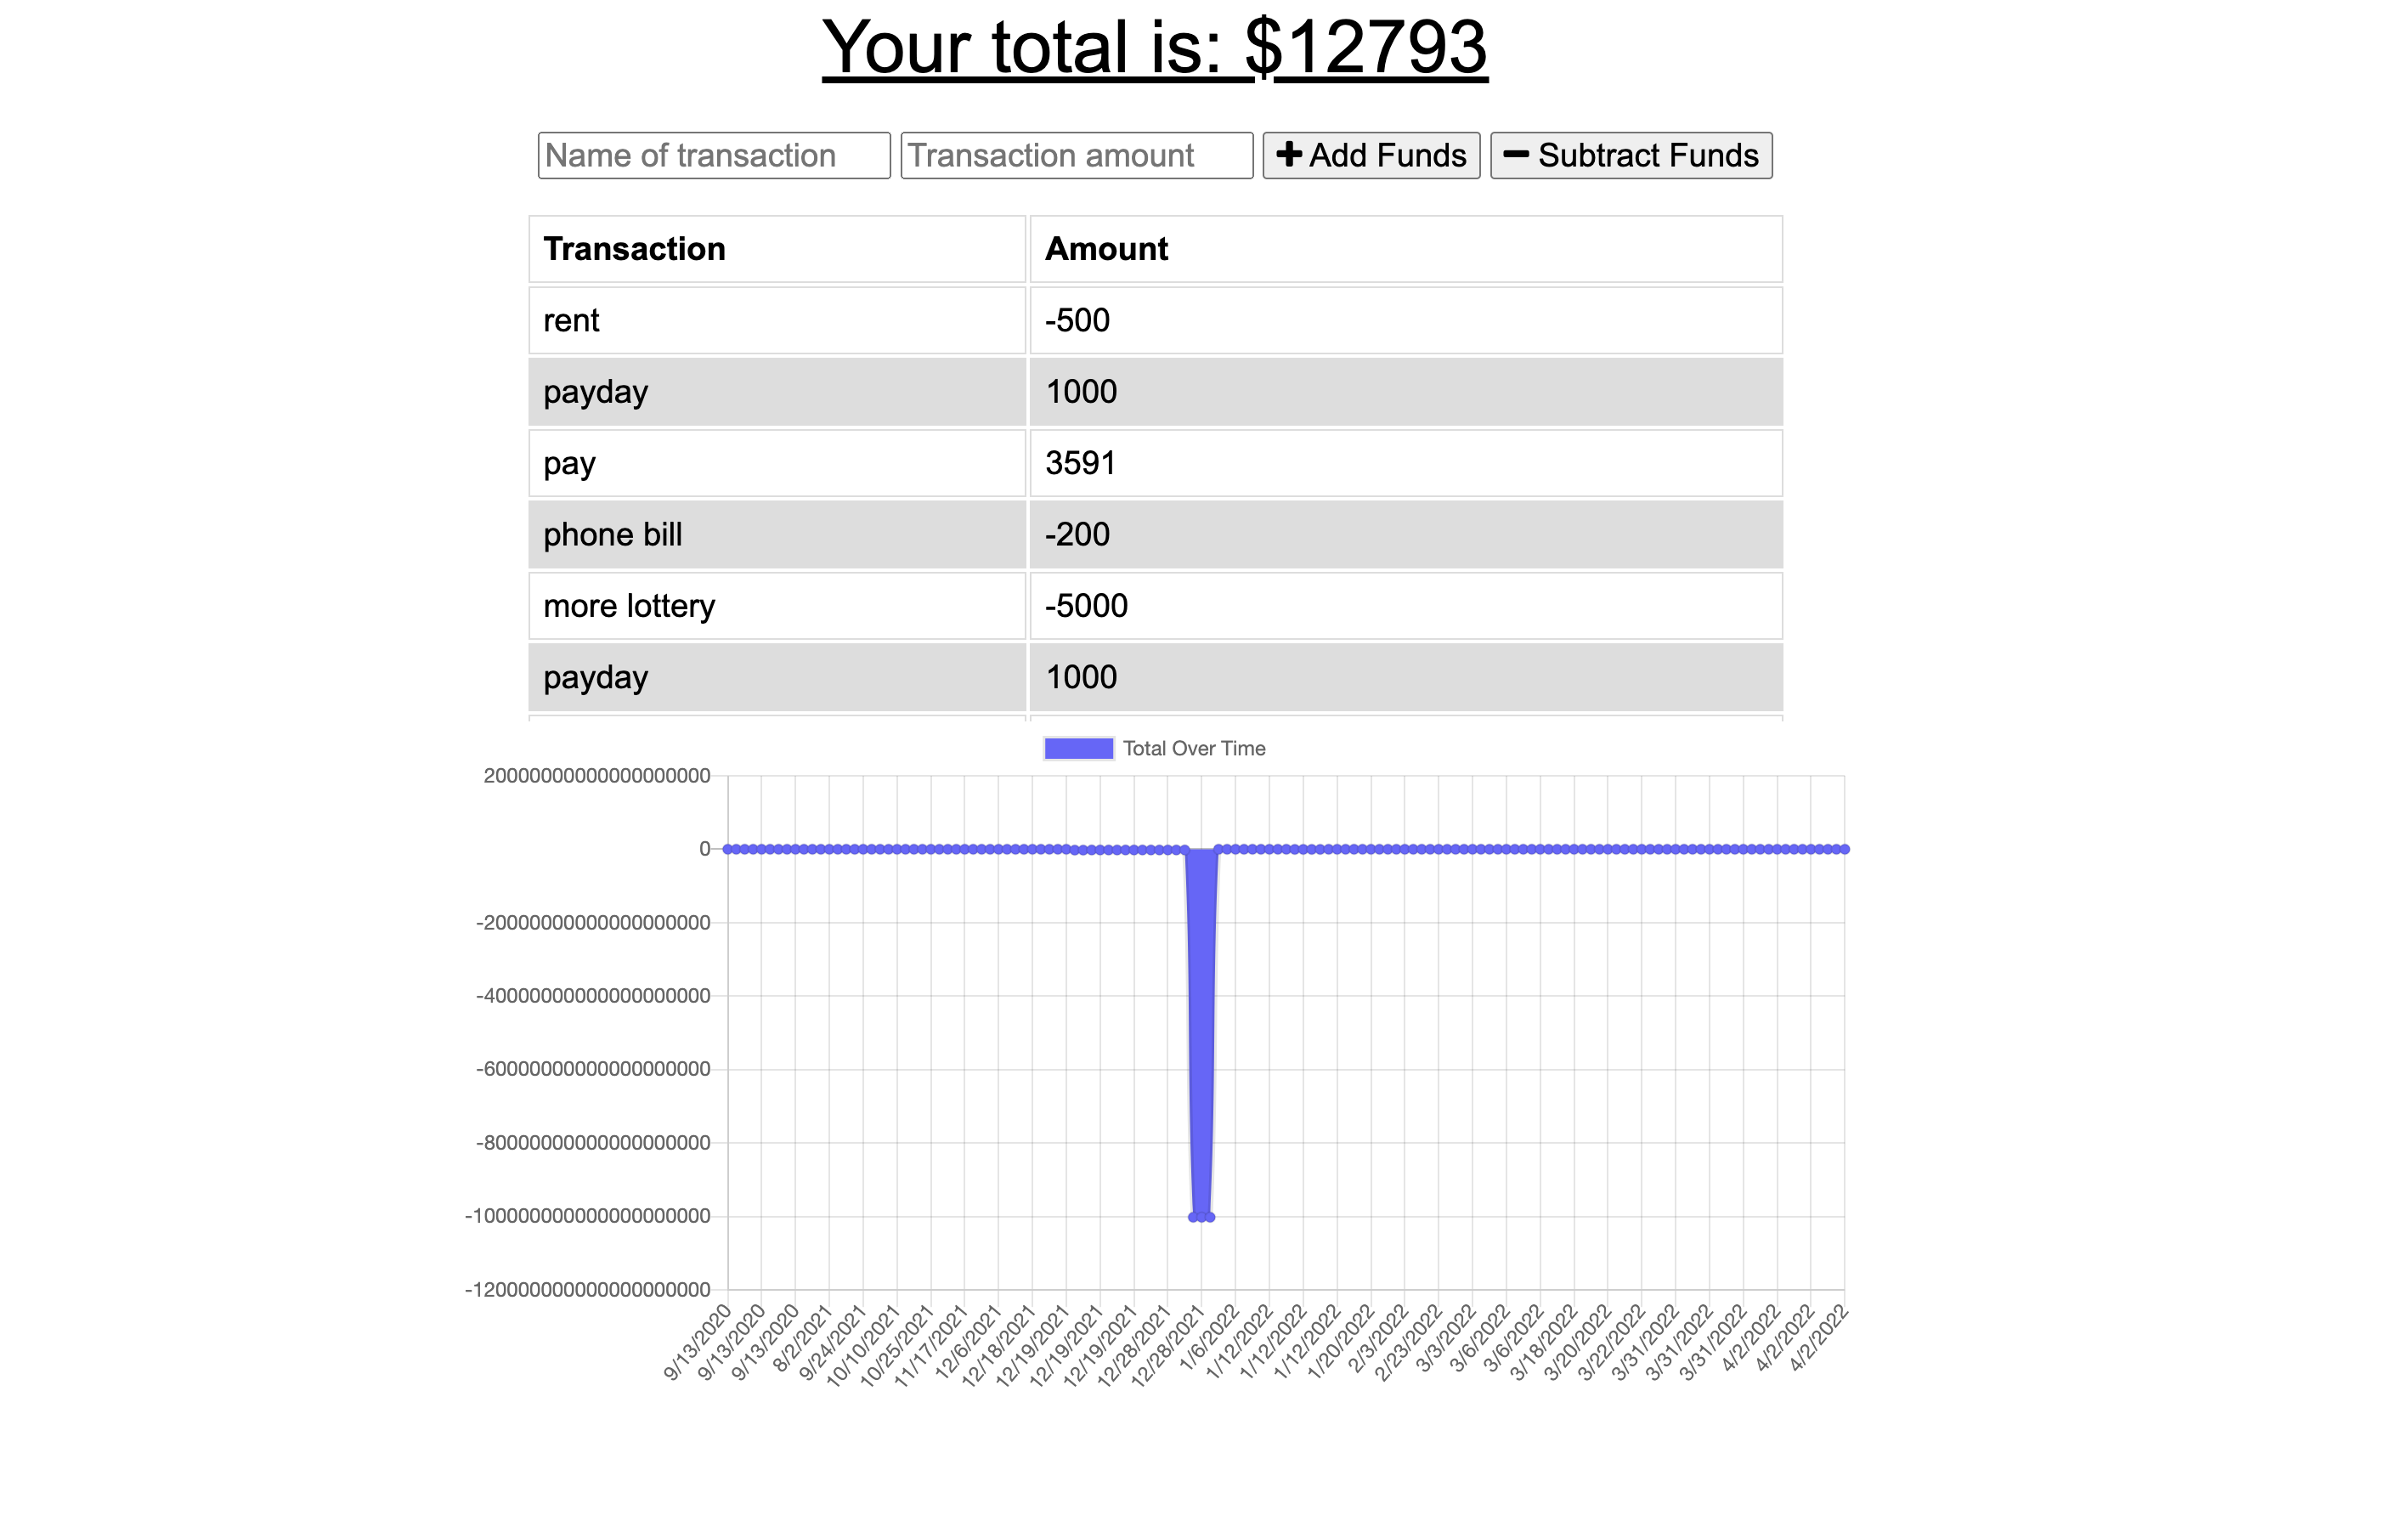 Your total is: $12793
Name of transaction Transaction amount + Add Funds − Subtract Funds
Transaction Amount
rent -500
payday 1000
pay 3591
phone bill -200
more lottery -5000
payday 1000
Total Over Time
20000000000000000000
0
-20000000000000000000
-40000000000000000000
-60000000000000000000
-80000000000000000000
-100000000000000000000
-120000000000000000000
9/13/2020 9/13/2020 9/13/2020 8/2/2021 9/24/2021 10/10/2021 10/25/2021 11/17/2021 12/6/2021 12/18/2021 12/19/2021 12/19/2021 12/19/2021 12/28/2021 12/28/2021 1/6/2022 1/12/2022 1/12/2022 1/12/2022 1/20/2022 2/3/2022 2/23/2022 3/3/2022 3/6/2022 3/6/2022 3/18/2022 3/20/2022 3/22/2022 3/31/2022 3/31/2022 3/31/2022 4/2/2022 4/2/2022 4/2/2022